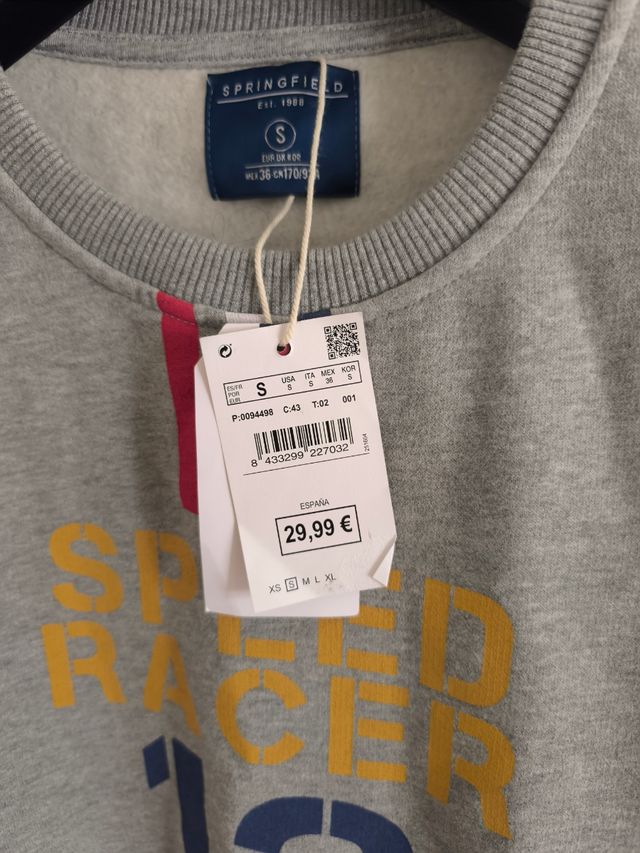 SPRINGFIELD
Est. 1988
S
EUR UK KOR
MEX 36 CN 170/92A
ES/FR POR EUR S USA S ITA S MEX 36 KOR S
P:0094498 C:43 T:02 001
8 433299 227032
ESPAÑA
29,99 €
XS S M L XL
SPEED
RACER